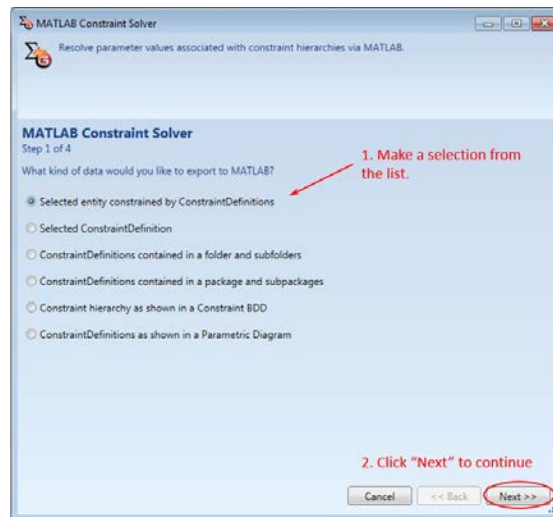 MATLAB Constraint Solver
Resolve parameter values associated with constraint hierarchies via MATLAB.
MATLAB Constraint Solver
Step 1 of 4
What kind of data would you like to export to MATLAB?
1. Make a selection from
the list.
Selected entity constrained by ConstraintDefinitions
Selected ConstraintDefinition
ConstraintDefinitions contained in a folder and subfolders
ConstraintDefinitions contained in a package and subpackages
Constraint hierarchy as shown in a Constraint BDD
ConstraintDefinitions as shown in a Parametric Diagram
2. Click “Next” to continue
Cancel << Back Next >>